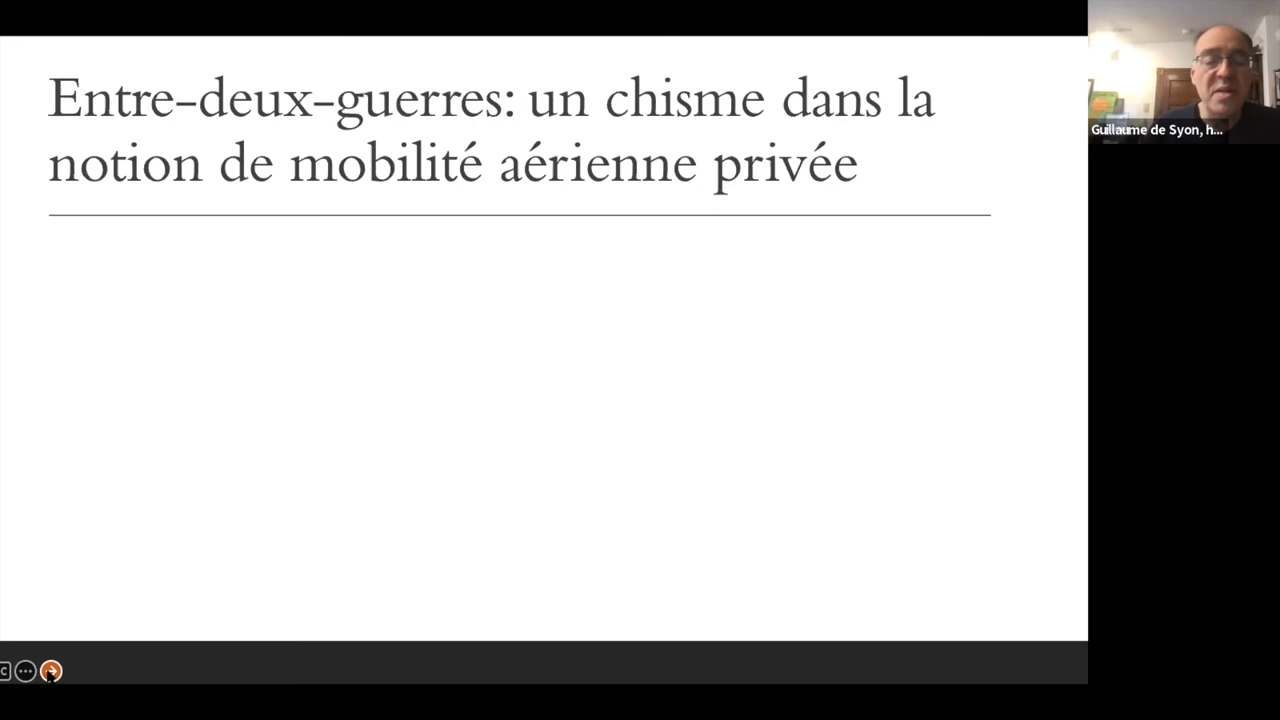 Entre-deux-guerres: un chisme dans la
notion de mobilité aérienne privée
Guillaume de Syon, h...
C